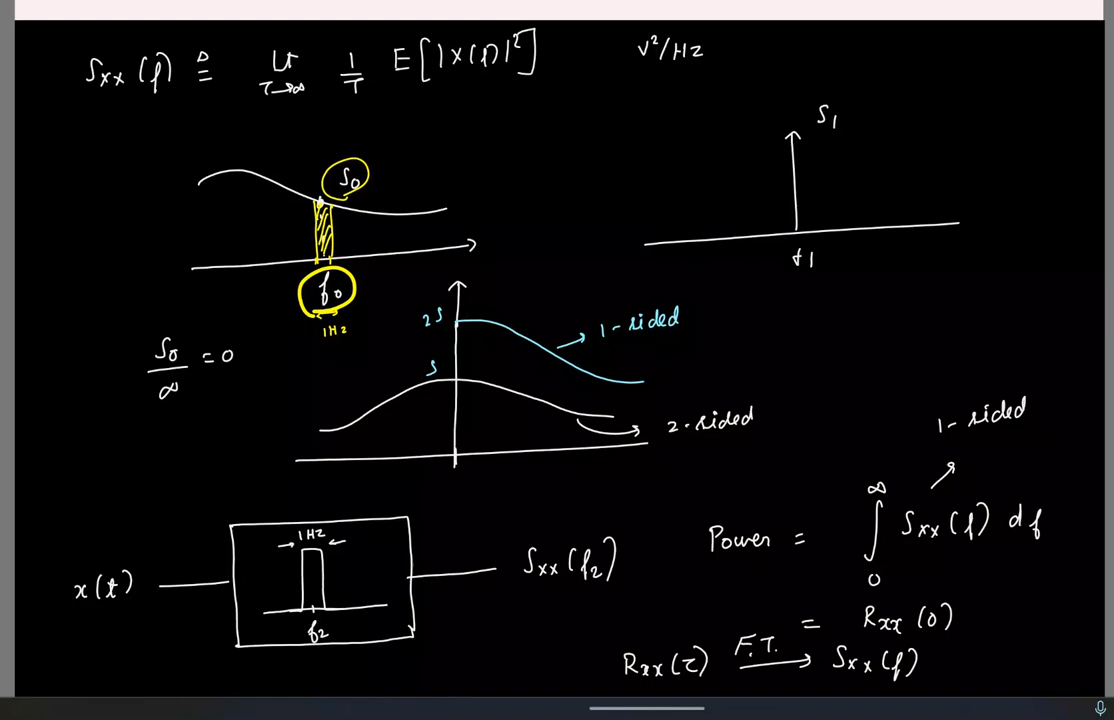 Sxx (f) ≜ Lt T→∞ 1/T E[|X(f)|²] V²/Hz
S1
S0
f0
1Hz
f1
S0/∞ = 0
2S
1-sided
S
2-sided
1-sided
1Hz
f2
x(t)
Sxx (f2)
Power = ∫ 0 ∞ Sxx (f) df
= Rxx (0)
Rxx (τ) F.T. → Sxx (f)